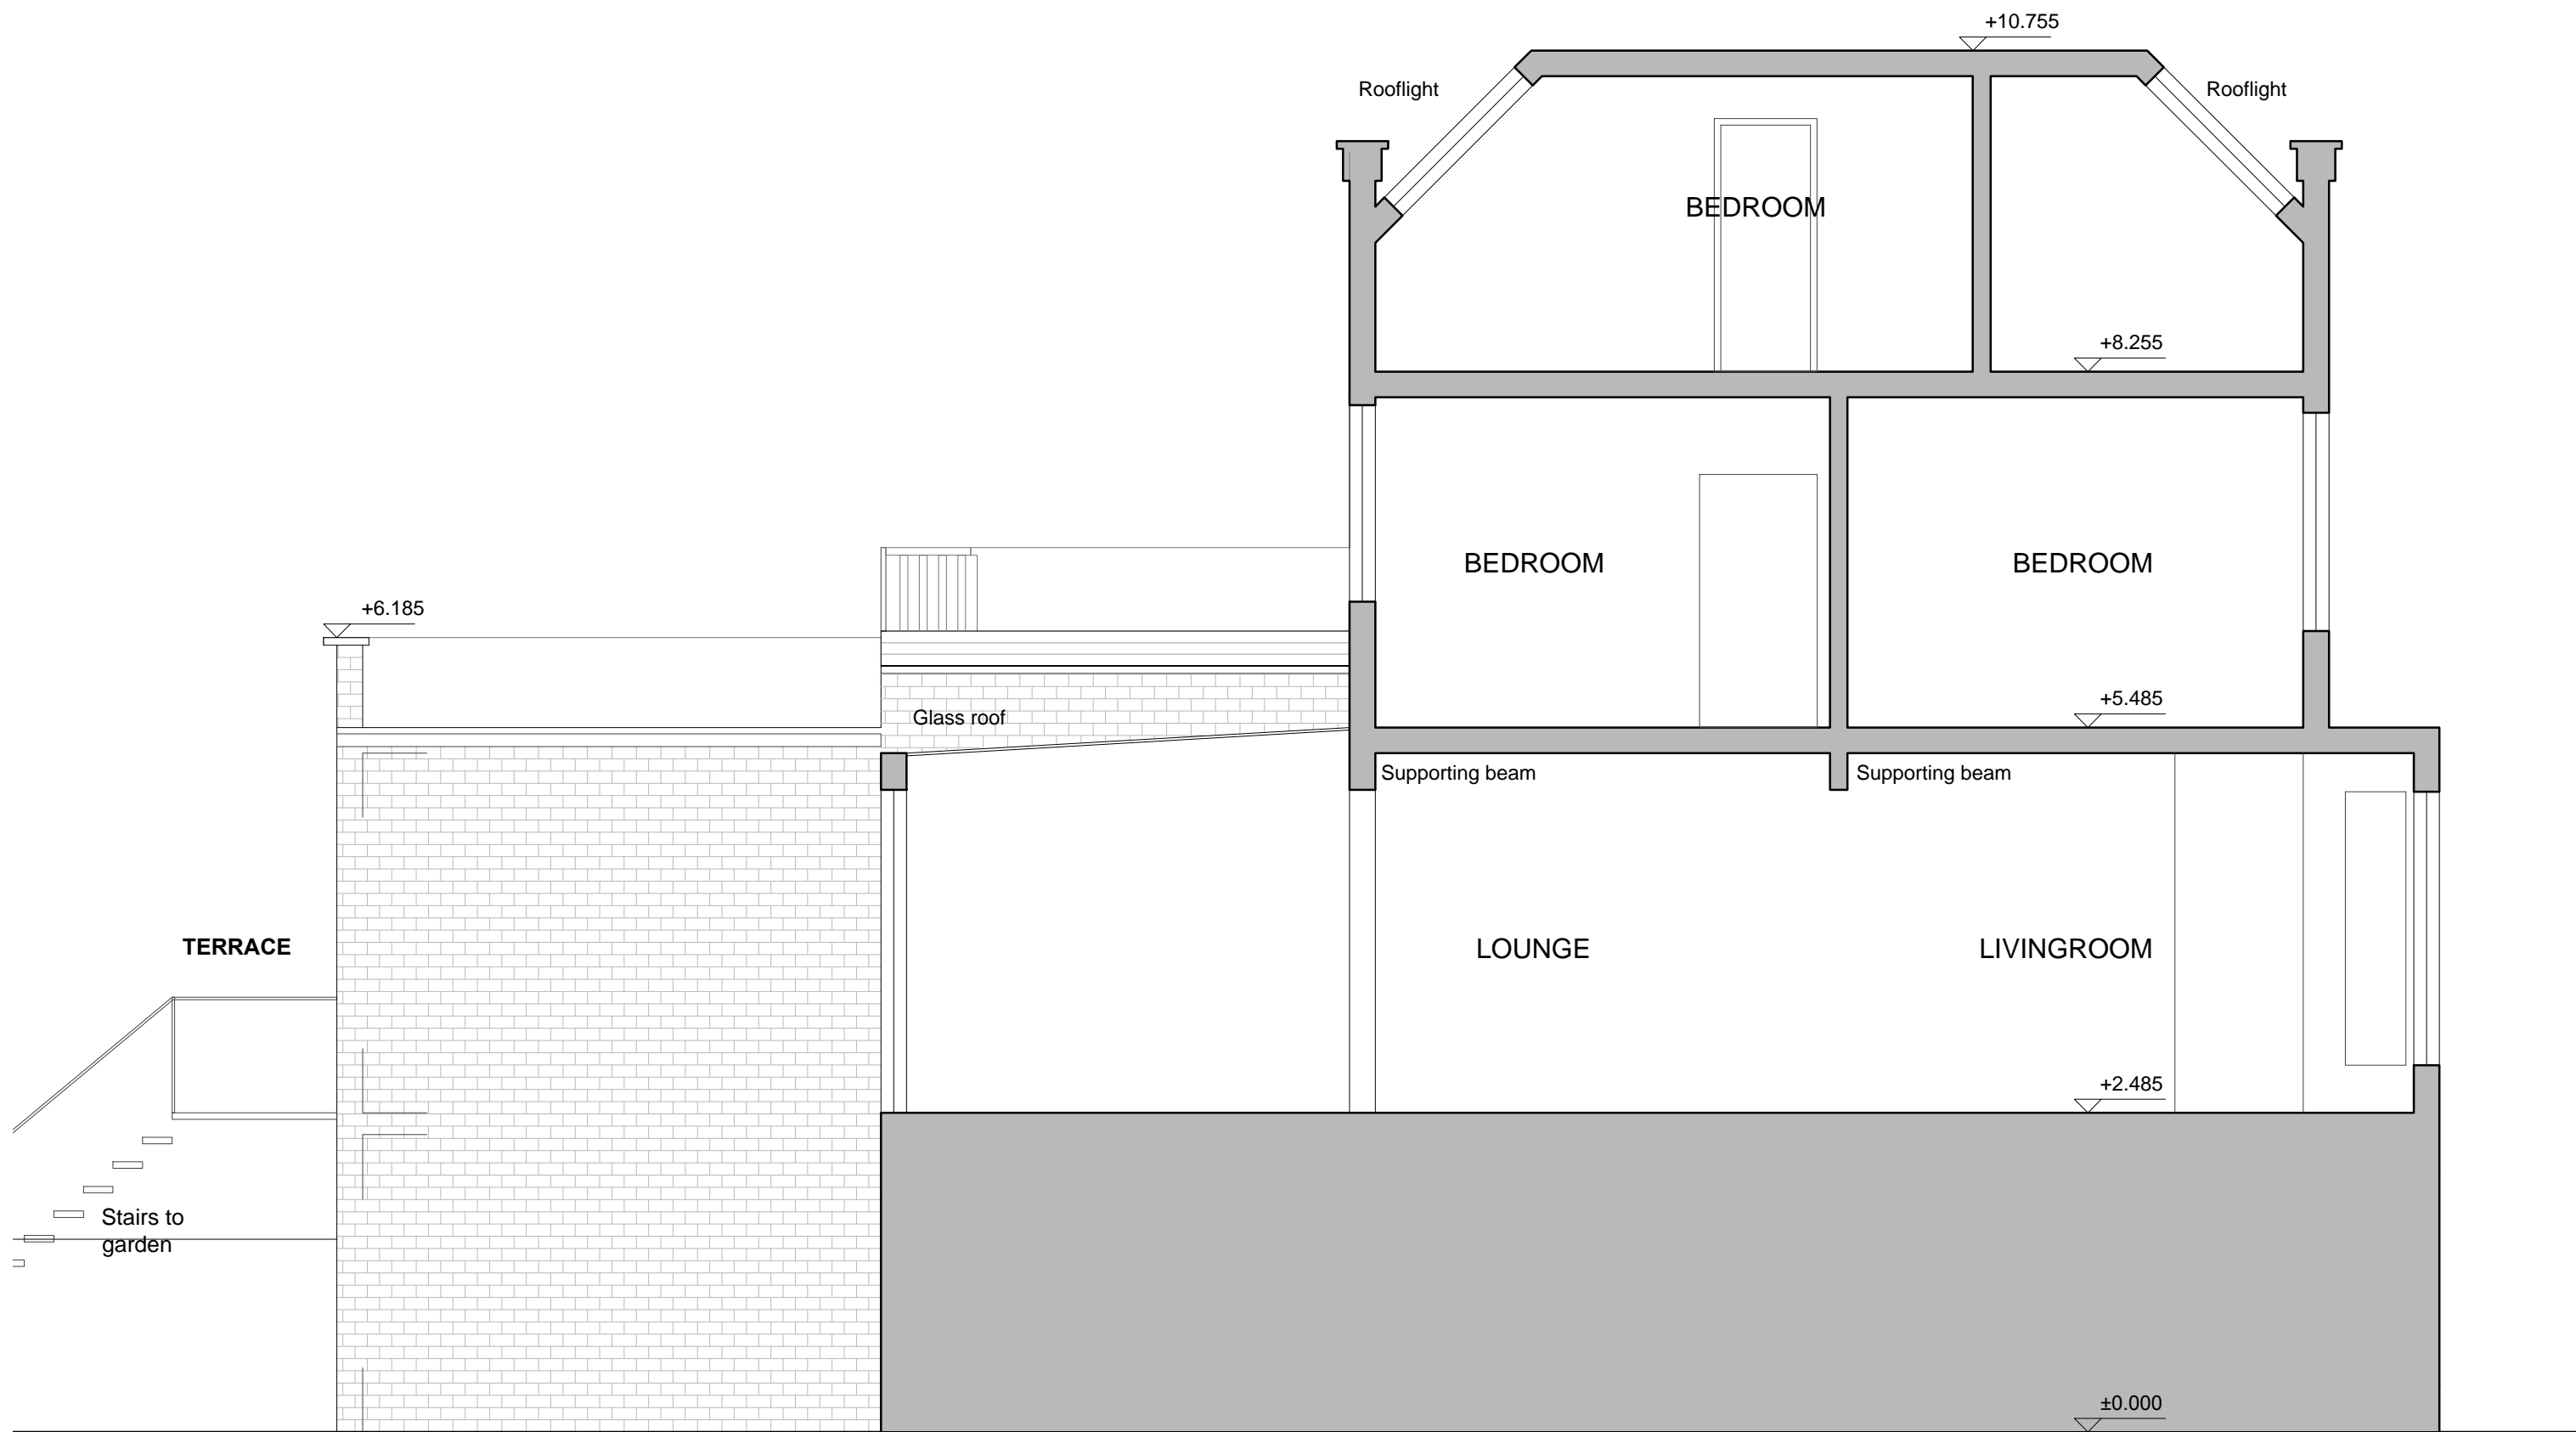 +10.755
Rooflight
Rooflight
BEDROOM
+8.255
BEDROOM
BEDROOM
+6.185
+5.485
Glass roof
Supporting beam
Supporting beam
TERRACE
LOUNGE
LIVINGROOM
+2.485
Stairs to
garden
±0.000